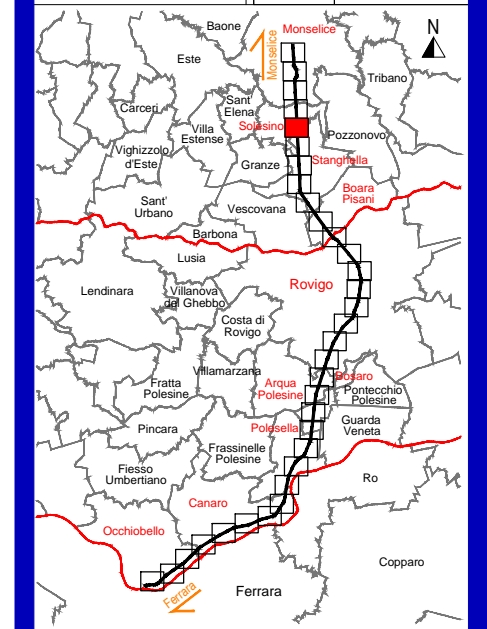 Baone
Monselice
N
Este
Monselice
Tribano
Carceri
Sant'
Elena
Villa
Estense
Solesino
Pozzonovo
Vighizzolo
d'Este
Granze
Stanghella
Boara
Pisani
Sant'
Urbano
Vescovana
Barbona
Lusia
Rovigo
Lendinara
Villanova
del Ghebbo
Costa di
Rovigo
Villamarzana
Bosaro
Fratta
Polesine
Arqua
Polesine
Pontecchio
Polesine
Pincara
Polesella
Guarda
Veneta
Frassinelle
Polesine
Fiesso
Umbertiano
Ro
Canaro
Occhiobello
Copparo
Ferrara
Ferrara